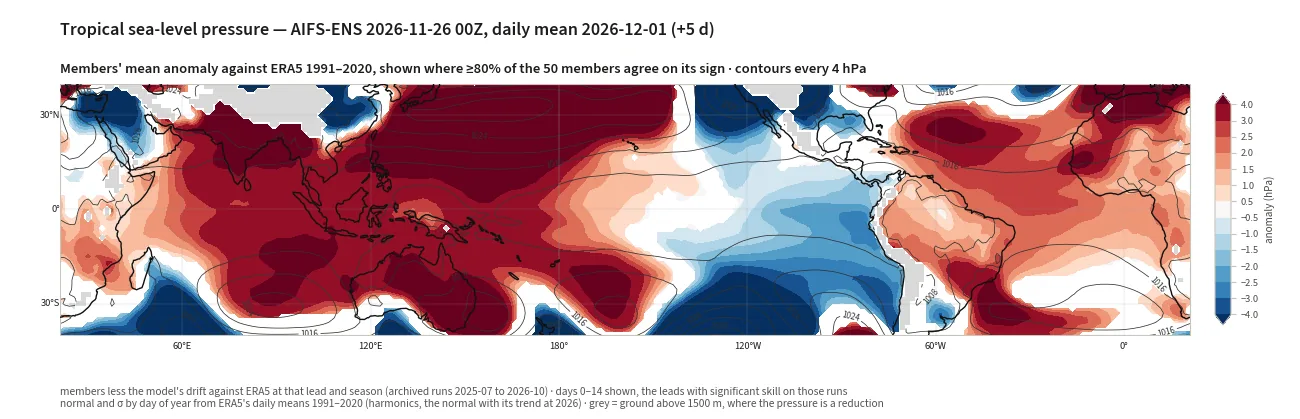 Tropical sea-level pressure — AIFS-ENS 2026-11-26 00Z, daily mean 2026-12-01 (+5 d)
Members' mean anomaly against ERA5 1991–2020, shown where ≥80% of the 50 members agree on its sign · contours every 4 hPa
30°N
0°
30°S
60°E
120°E
180°
120°W
60°W
0°
1016
1016
1016
1016
1024
1008
1016
1016
4.0
3.0
2.5
2.0
1.5
1.0
0.5
−0.5
−1.0
−1.5
−2.0
−2.5
−3.0
−4.0
anomaly (hPa)
members less the model's drift against ERA5 at that lead and season (archived runs 2025-07 to 2026-10) · days 0–14 shown, the leads with significant skill on those runs
normal and σ by day of year from ERA5's daily means 1991–2020 (harmonics, the normal with its trend at 2026) · grey = ground above 1500 m, where the pressure is a reduction